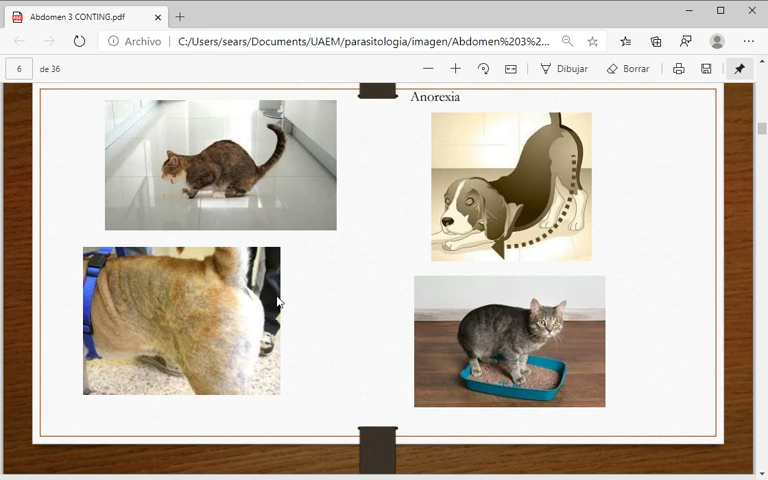 Abdomen 3 CONTING.pdf
Archivo
C:/Users/sears/Documents/UAEM/parasitologia/imagen/Abdomen%203%2...
6 de 36
Dibujar
Borrar
Anorexia